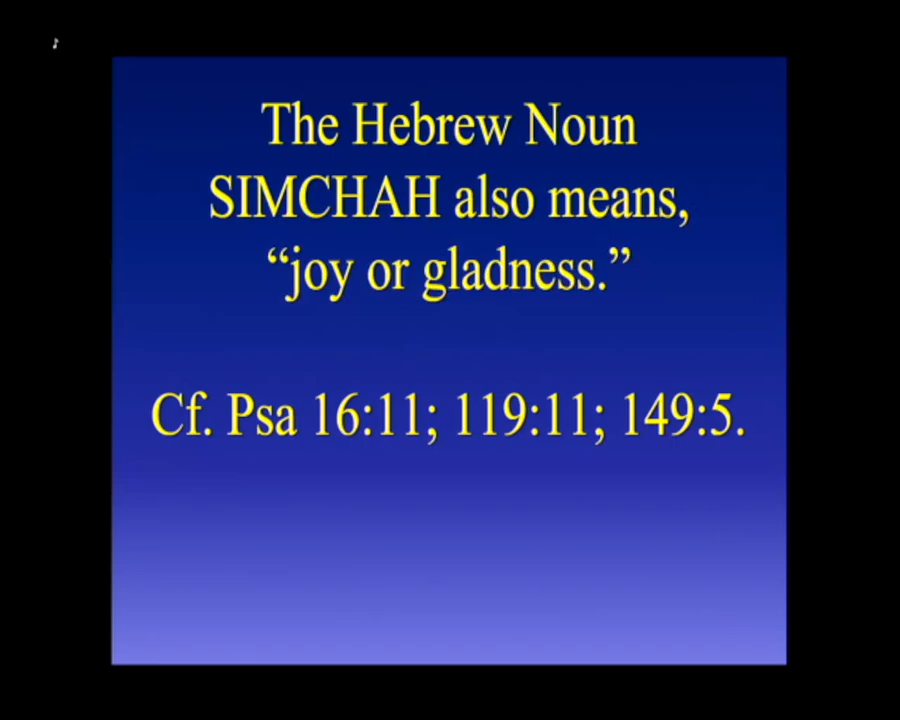 The Hebrew Noun
SIMCHAH also means,
“joy or gladness.”
Cf. Psa 16:11; 119:11; 149:5.